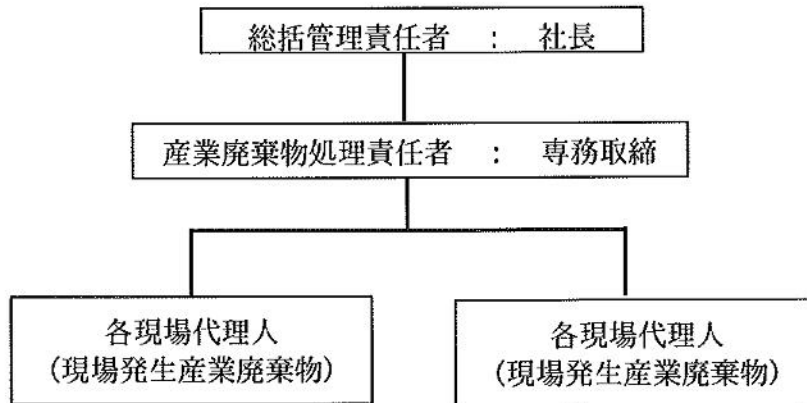 総括管理責任者 : 社長
産業廃棄物処理責任者 : 専務取締
各現場代理人
(現場発生産業廃棄物)
各現場代理人
(現場発生産業廃棄物)